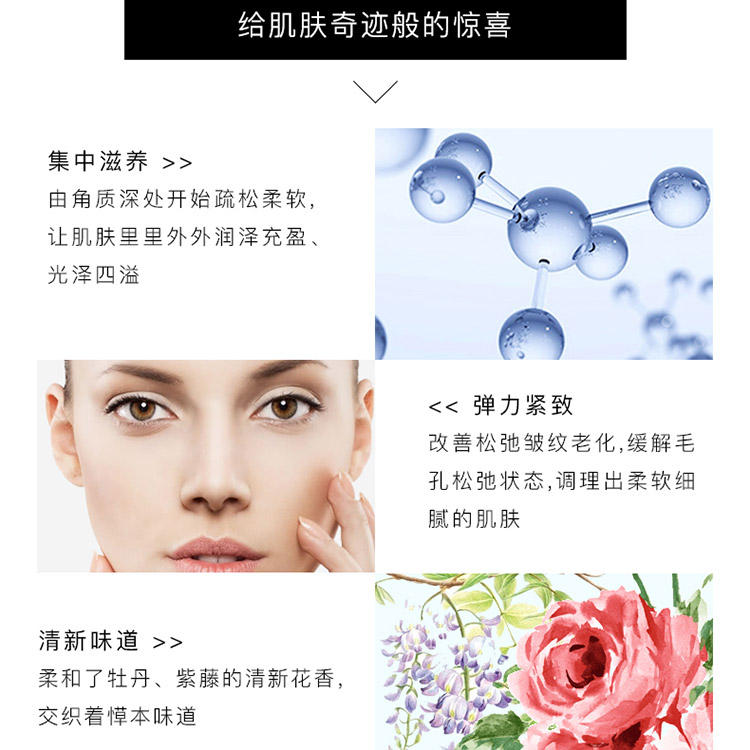 给肌肤奇迹般的惊喜
集中滋养 >>
由角质深处开始疏松柔软,
让肌肤里里外外润泽充盈、
光泽四溢
<< 弹力紧致
改善松弛皱纹老化,缓解毛
孔松弛状态,调理出柔软细
腻的肌肤
清新味道 >>
柔和了牡丹、紫藤的清新花香,
交织着悍本味道